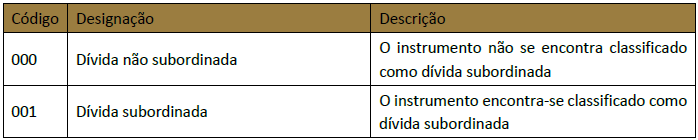 Código Designação Descrição
000 Dívida não subordinada O instrumento não se encontra classificado
como dívida subordinada
001 Dívida subordinada O instrumento encontra-se classificado como
dívida subordinada